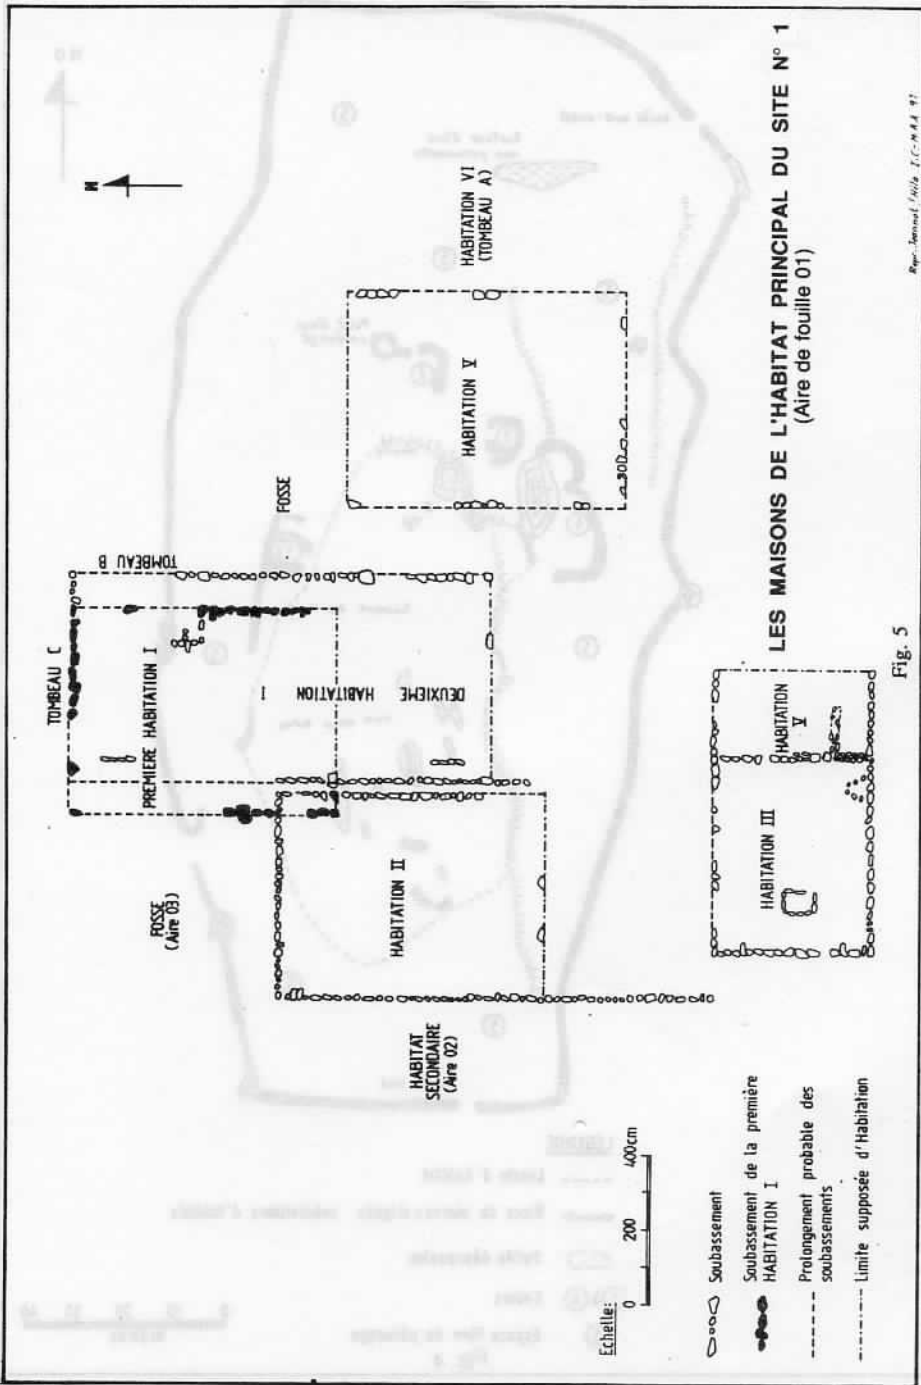 N
TOMBEAU C
TOMBEAU B
PREMIERE HABITATION I
DEUXIEME HABITATION I
FOSSE
(Aire 03)
FOSSE
HABITATION VI
(TOMBEAU A)
HABITATION V
HABITATION II
HABITAT
SECONDAIRE
(Aire 02)
HABITATION III
HABITATION
V
LES MAISONS DE L'HABITAT PRINCIPAL DU SITE N° 1
(Aire de fouille 01)
Echelle:
0 200 400cm
Soubassement
Soubassement de la première
HABITATION I
Prolongement probable des
soubassements
Limite supposée d'Habitation
Fig. 5